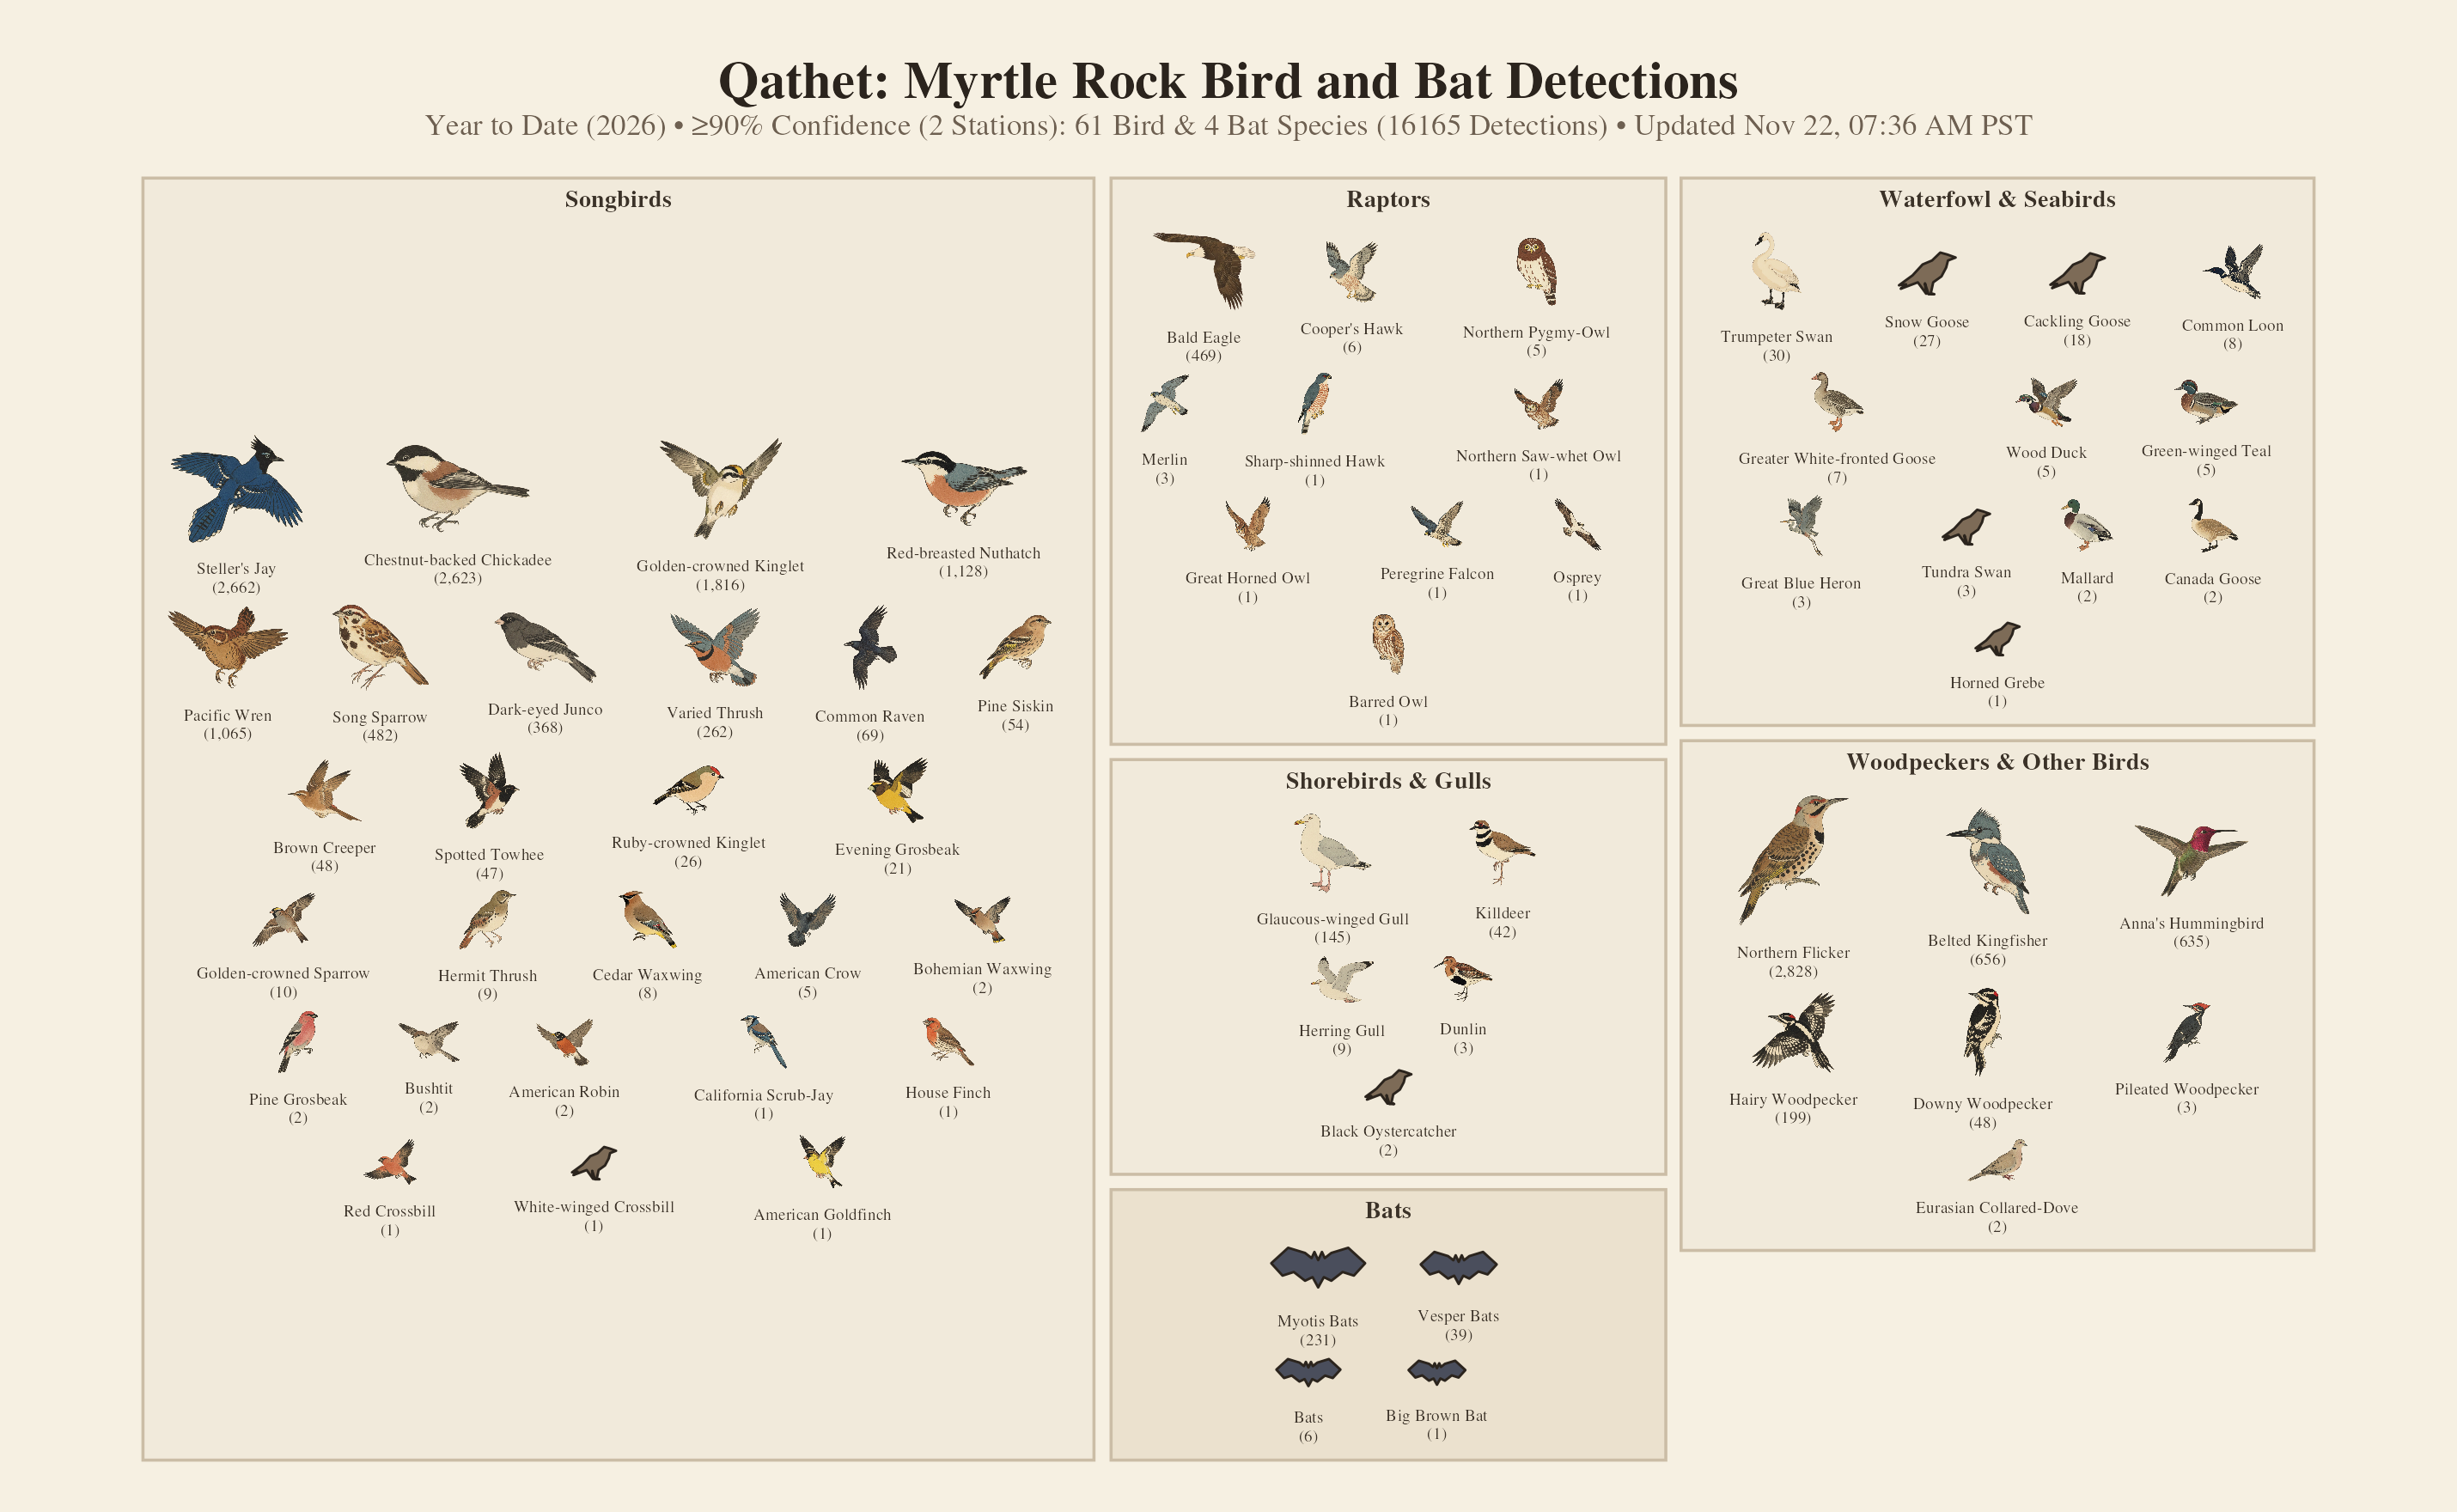 Qathet: Myrtle Rock Bird and Bat Detections
Year to Date (2026) • ≥90% Confidence (2 Stations): 61 Bird & 4 Bat Species (16165 Detections) • Updated Nov 22, 07:36 AM PST
Songbirds
Steller's Jay
(2,662)
Chestnut-backed Chickadee
(2,623)
Golden-crowned Kinglet
(1,816)
Red-breasted Nuthatch
(1,128)
Pacific Wren
(1,065)
Song Sparrow
(482)
Dark-eyed Junco
(368)
Varied Thrush
(262)
Common Raven
(69)
Pine Siskin
(54)
Brown Creeper
(48)
Spotted Towhee
(47)
Ruby-crowned Kinglet
(26)
Evening Grosbeak
(21)
Golden-crowned Sparrow
(10)
Hermit Thrush
(9)
Cedar Waxwing
(8)
American Crow
(5)
Bohemian Waxwing
(2)
Pine Grosbeak
(2)
Bushtit
(2)
American Robin
(2)
California Scrub-Jay
(1)
House Finch
(1)
Red Crossbill
(1)
White-winged Crossbill
(1)
American Goldfinch
(1)
Raptors
Bald Eagle
(469)
Cooper's Hawk
(6)
Northern Pygmy-Owl
(5)
Merlin
(3)
Sharp-shinned Hawk
(1)
Northern Saw-whet Owl
(1)
Great Horned Owl
(1)
Peregrine Falcon
(1)
Osprey
(1)
Barred Owl
(1)
Shorebirds & Gulls
Glaucous-winged Gull
(145)
Killdeer
(42)
Herring Gull
(9)
Dunlin
(3)
Black Oystercatcher
(2)
Bats
Myotis Bats
(231)
Vesper Bats
(39)
Bats
(6)
Big Brown Bat
(1)
Waterfowl & Seabirds
Trumpeter Swan
(30)
Snow Goose
(27)
Cackling Goose
(18)
Common Loon
(8)
Greater White-fronted Goose
(7)
Wood Duck
(5)
Green-winged Teal
(5)
Great Blue Heron
(3)
Tundra Swan
(3)
Mallard
(2)
Canada Goose
(2)
Horned Grebe
(1)
Woodpeckers & Other Birds
Northern Flicker
(2,828)
Belted Kingfisher
(656)
Anna's Hummingbird
(635)
Hairy Woodpecker
(199)
Downy Woodpecker
(48)
Pileated Woodpecker
(3)
Eurasian Collared-Dove
(2)